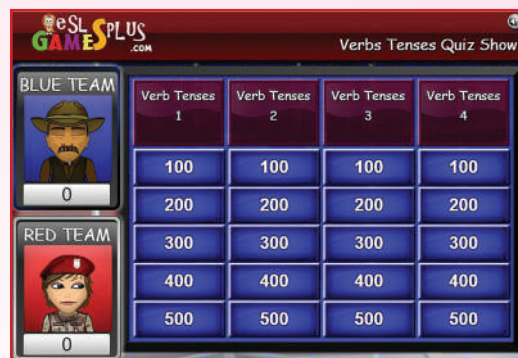 eSL
GAMESPLUS
.COM
Verbs Tenses Quiz Show
BLUE TEAM
0
RED TEAM
0
Verb Tenses
1
Verb Tenses
2
Verb Tenses
3
Verb Tenses
4
100 100 100 100
200 200 200 200
300 300 300 300
400 400 400 400
500 500 500 500